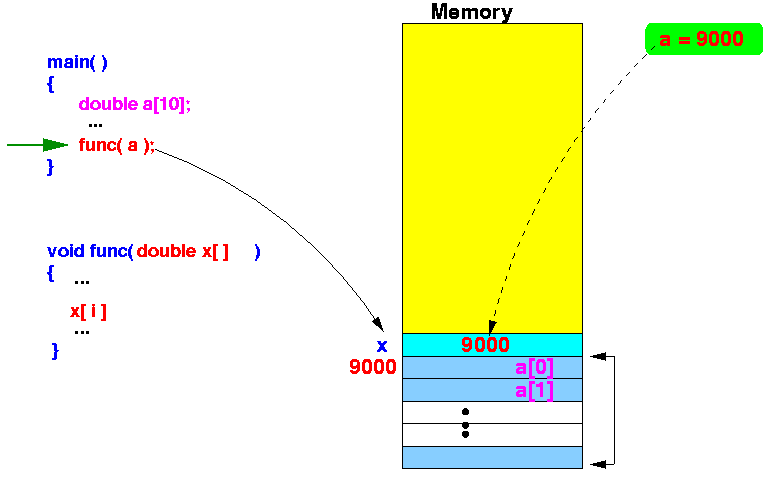 Memory
a = 9000
main( )
{
double a[10];
...
func( a );
}
void func( double x[ ] )
{ ...
x[ i ]
...
}
x 9000
9000 a[0]
a[1]